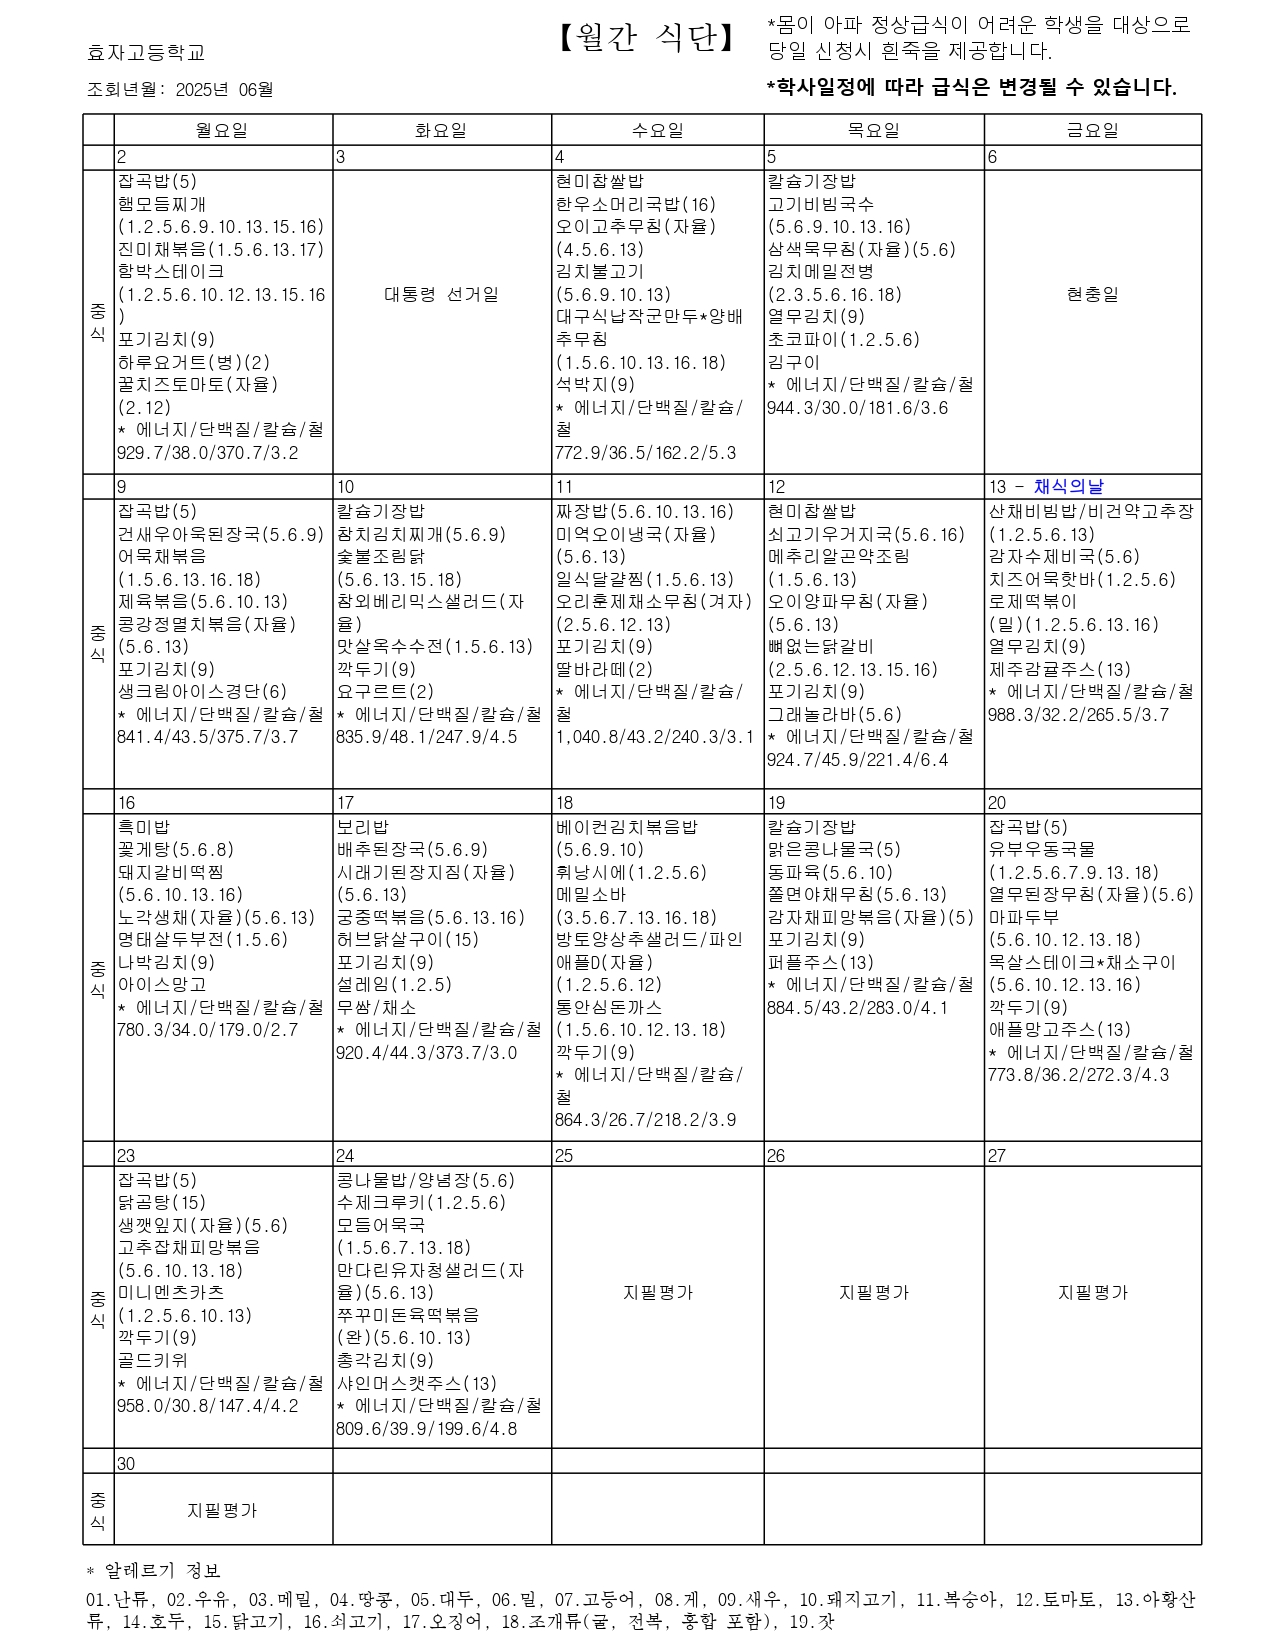 효자고등학교
【월간 식단】
*몸이 아파 정상급식이 어려운 학생을 대상으로
당일 신청시 흰죽을 제공합니다.
조회년월: 2025년 06월
*학사일정에 따라 급식은 변경될 수 있습니다.
월요일
화요일
수요일
목요일
금요일
2
3
4
5
6
중
식
잡곡밥(5)
햄모듬찌개
(1.2.5.6.9.10.13.15.16)
진미채볶음(1.5.6.13.17)
함박스테이크
(1.2.5.6.10.12.13.15.16
)
포기김치(9)
하루요거트(병)(2)
꿀치즈토마토(자율)
(2.12)
* 에너지/단백질/칼슘/철
929.7/38.0/370.7/3.2
대통령 선거일
현미찹쌀밥
한우소머리국밥(16)
오이고추무침(자율)
(4.5.6.13)
김치불고기
(5.6.9.10.13)
대구식납작군만두*양배
추무침
(1.5.6.10.13.16.18)
석박지(9)
* 에너지/단백질/칼슘/
철
772.9/36.5/162.2/5.3
칼슘기장밥
고기비빔국수
(5.6.9.10.13.16)
삼색묵무침(자율)(5.6)
김치메밀전병
(2.3.5.6.16.18)
열무김치(9)
초코파이(1.2.5.6)
김구이
* 에너지/단백질/칼슘/철
944.3/30.0/181.6/3.6
현충일
9
10
11
12
13 - 채식의날
중
식
잡곡밥(5)
건새우아욱된장국(5.6.9)
어묵채볶음
(1.5.6.13.16.18)
제육볶음(5.6.10.13)
콩강정멸치볶음(자율)
(5.6.13)
포기김치(9)
생크림아이스경단(6)
* 에너지/단백질/칼슘/철
841.4/43.5/375.7/3.7
칼슘기장밥
참치김치찌개(5.6.9)
숯불조림닭
(5.6.13.15.18)
참외베리믹스샐러드(자
율)
맛살옥수수전(1.5.6.13)
깍두기(9)
요구르트(2)
* 에너지/단백질/칼슘/철
835.9/48.1/247.9/4.5
짜장밥(5.6.10.13.16)
미역오이냉국(자율)
(5.6.13)
일식달걀찜(1.5.6.13)
오리훈제채소무침(겨자)
(2.5.6.12.13)
포기김치(9)
딸바라떼(2)
* 에너지/단백질/칼슘/
철
1,040.8/43.2/240.3/3.1
현미찹쌀밥
쇠고기우거지국(5.6.16)
메추리알곤약조림
(1.5.6.13)
오이양파무침(자율)
(5.6.13)
뼈없는닭갈비
(2.5.6.12.13.15.16)
포기김치(9)
그래놀라바(5.6)
* 에너지/단백질/칼슘/철
924.7/45.9/221.4/6.4
산채비빔밥/비건약고추장
(1.2.5.6.13)
감자수제비국(5.6)
치즈어묵핫바(1.2.5.6)
로제떡볶이
(밀)(1.2.5.6.13.16)
열무김치(9)
제주감귤주스(13)
* 에너지/단백질/칼슘/철
988.3/32.2/265.5/3.7
16
17
18
19
20
중
식
흑미밥
꽃게탕(5.6.8)
돼지갈비떡찜
(5.6.10.13.16)
노각생채(자율)(5.6.13)
명태살두부전(1.5.6)
나박김치(9)
아이스망고
* 에너지/단백질/칼슘/철
780.3/34.0/179.0/2.7
보리밥
배추된장국(5.6.9)
시래기된장지짐(자율)
(5.6.13)
궁중떡볶음(5.6.13.16)
허브닭살구이(15)
포기김치(9)
설레임(1.2.5)
무쌈/채소
* 에너지/단백질/칼슘/철
920.4/44.3/373.7/3.0
베이컨김치볶음밥
(5.6.9.10)
휘낭시에(1.2.5.6)
메밀소바
(3.5.6.7.13.16.18)
방토양상추샐러드/파인
애플D(자율)
(1.2.5.6.12)
통안심돈까스
(1.5.6.10.12.13.18)
깍두기(9)
* 에너지/단백질/칼슘/
철
864.3/26.7/218.2/3.9
칼슘기장밥
맑은콩나물국(5)
동파육(5.6.10)
쫄면야채무침(5.6.13)
감자채피망볶음(자율)(5)
포기김치(9)
퍼플주스(13)
* 에너지/단백질/칼슘/철
884.5/43.2/283.0/4.1
잡곡밥(5)
유부우동국물
(1.2.5.6.7.9.13.18)
열무된장무침(자율)(5.6)
마파두부
(5.6.10.12.13.18)
목살스테이크*채소구이
(5.6.10.12.13.16)
깍두기(9)
애플망고주스(13)
* 에너지/단백질/칼슘/철
773.8/36.2/272.3/4.3
23
24
25
26
27
중
식
잡곡밥(5)
닭곰탕(15)
생깻잎지(자율)(5.6)
고추잡채피망볶음
(5.6.10.13.18)
미니멘츠카츠
(1.2.5.6.10.13)
깍두기(9)
골드키위
* 에너지/단백질/칼슘/철
958.0/30.8/147.4/4.2
콩나물밥/양념장(5.6)
수제크루키(1.2.5.6)
모듬어묵국
(1.5.6.7.13.18)
만다린유자청샐러드(자
율)(5.6.13)
쭈꾸미돈육떡볶음
(완)(5.6.10.13)
총각김치(9)
샤인머스캣주스(13)
* 에너지/단백질/칼슘/철
809.6/39.9/199.6/4.8
지필평가
지필평가
지필평가
30
중
식
지필평가
* 알레르기 정보
01.난류, 02.우유, 03.메밀, 04.땅콩, 05.대두, 06.밀, 07.고등어, 08.게, 09.새우, 10.돼지고기, 11.복숭아, 12.토마토, 13.아황산
류, 14.호두, 15.닭고기, 16.쇠고기, 17.오징어, 18.조개류(굴, 전복, 홍합 포함), 19.잣